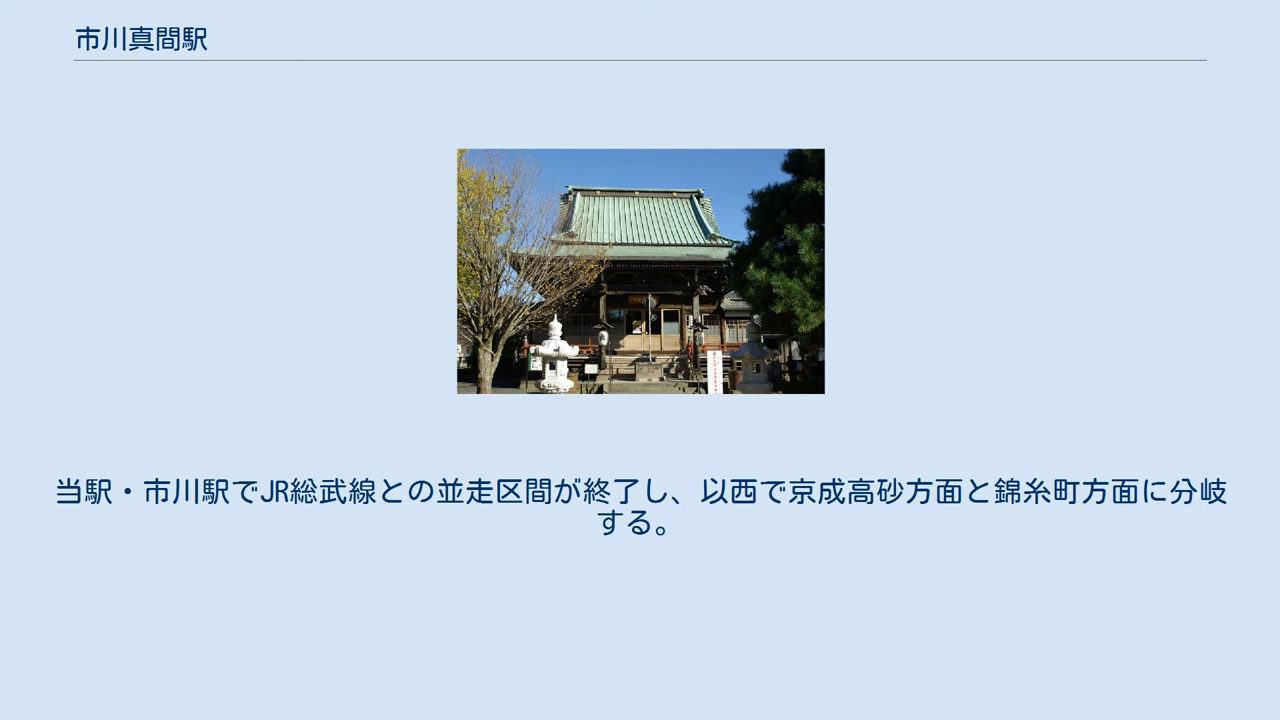 市川真間駅
当駅・市川駅でJR総武線との並走区間が終了し、以西で京成高砂方面と錦糸町方面に分岐
する。